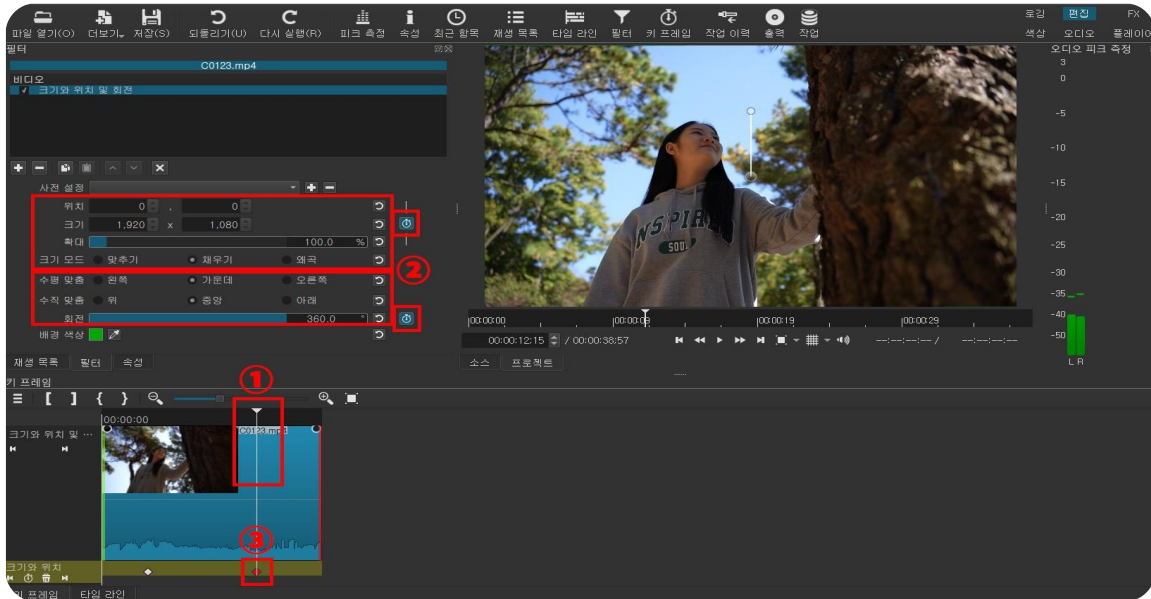 파일 열기(O) 더보기 저장(S) 되돌리기(U) 다시 실행(R) 피크 측정 속성 최근 항목 재생 목록 타임 라인 필터 키 프레임 작업 이력 출력 작업
로깅 편집 FX
색상 오디오 플레이어
필터
C0123.mp4
비디오
크기와 위치 및 회전
사전 설정
위치 0 , 0
크기 1,920 x 1,080
확대 100.0 %
크기 모드 맞추기 채우기 왜곡
②
수평 맞춤 왼쪽 가운데 오른쪽
수직 맞춤 위 중앙 아래
회전 360.0 °
배경 색상
재생 목록 필터 속성
INSPIRE
SOUL
00:00:00 00:00:09 00:00:19 00:00:29
00:00:12:15 / 00:00:38:57 --:--:--:-- / --:--:--:--
소스 프로젝트
오디오 피크 측정
3
0
-5
-10
-15
-20
-25
-30
-35
-40
-50
L R
키 프레임
①
00:00:00
크기와 위치 및 ...
C0123.mp4
③
크기와 위치
키 프레임 타임 라인